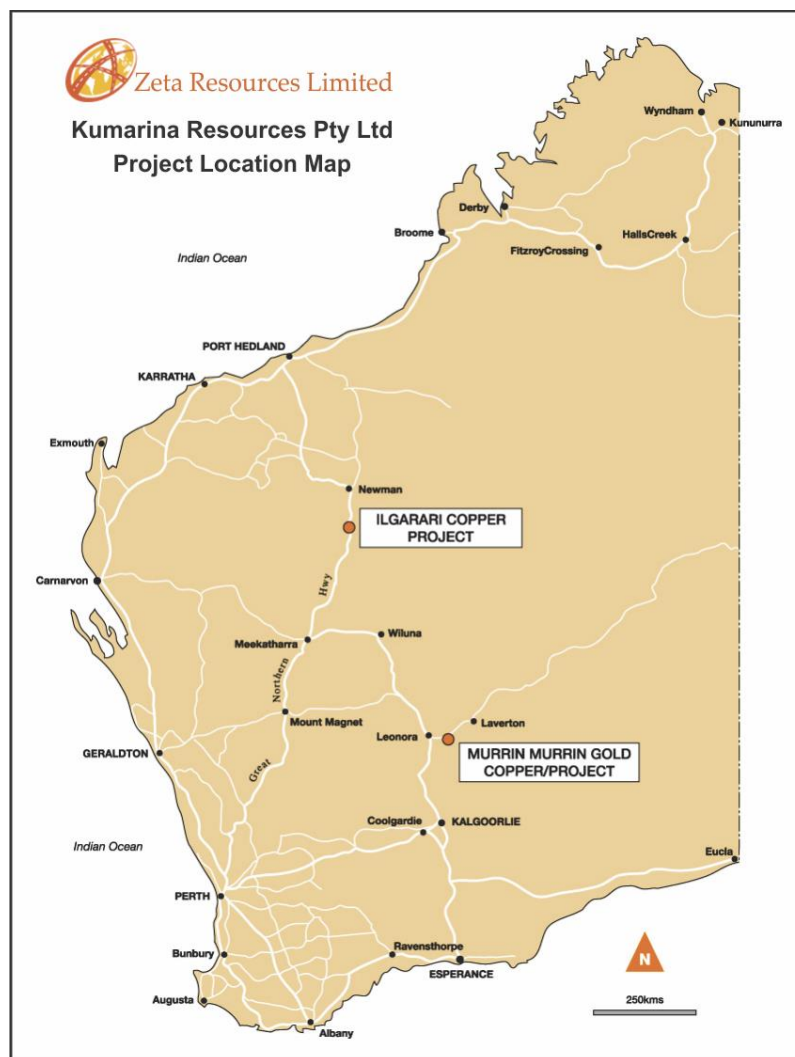 Zeta Resources Limited
Kumarina Resources Pty Ltd
Project Location Map
Wyndham
Kununurra
Derby
Broome
HallsCreek
FitzroyCrossing
Indian Ocean
PORT HEDLAND
KARRATHA
Exmouth
Newman
ILGARARI COPPER
PROJECT
Carnarvon
Hwy
Wiluna
Meekatharra
Northern
Mount Magnet
Laverton
Leonora
GERALDTON
MURRIN MURRIN GOLD
COPPER/PROJECT
Great
Coolgardie
KALGOORLIE
Indian Ocean
Eucla
PERTH
Ravensthorpe
Bunbury
ESPERANCE
N
Augusta
250kms
Albany